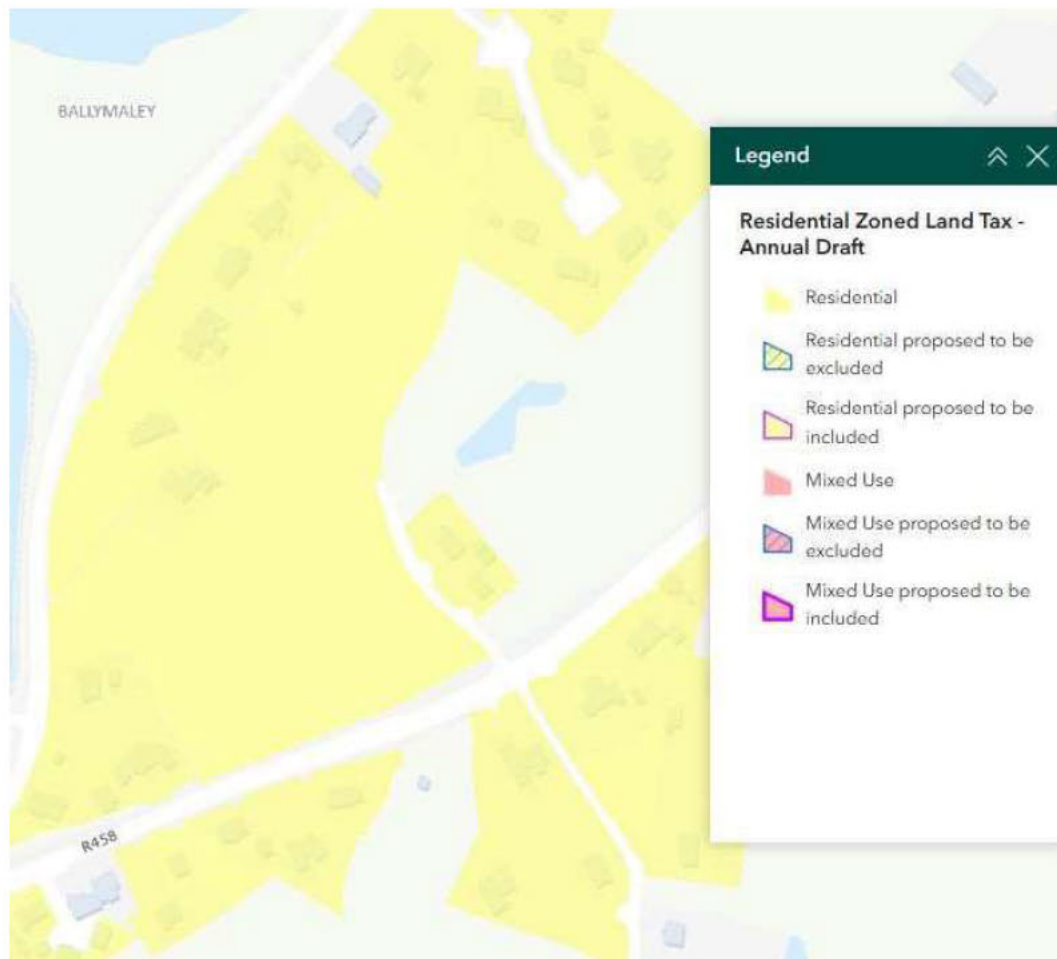 BALLYMALEY
Legend
Residential Zoned Land Tax -
Annual Draft
Residential
Residential proposed to be
excluded
Residential proposed to be
included
Mixed Use
Mixed Use proposed to be
excluded
Mixed Use proposed to be
included
R458